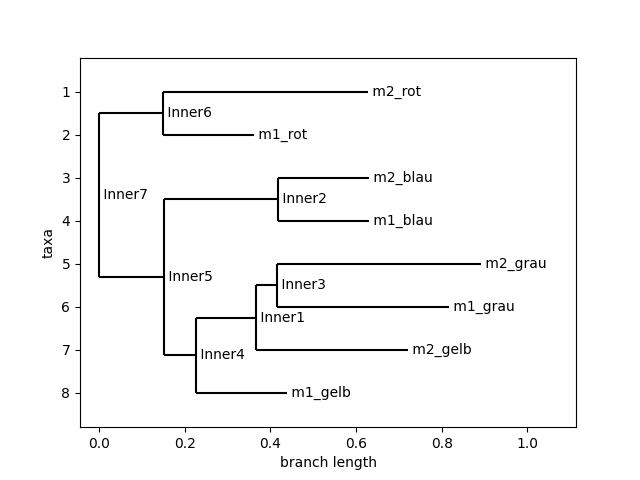 1
m2_rot
Inner6
2
m1_rot
3
m2_blau
Inner7
Inner2
4
m1_blau
taxa
5
m2_grau
Inner5
Inner3
6
m1_grau
Inner1
7
m2_gelb
Inner4
8
m1_gelb
0.0 0.2 0.4 0.6 0.8 1.0
branch length